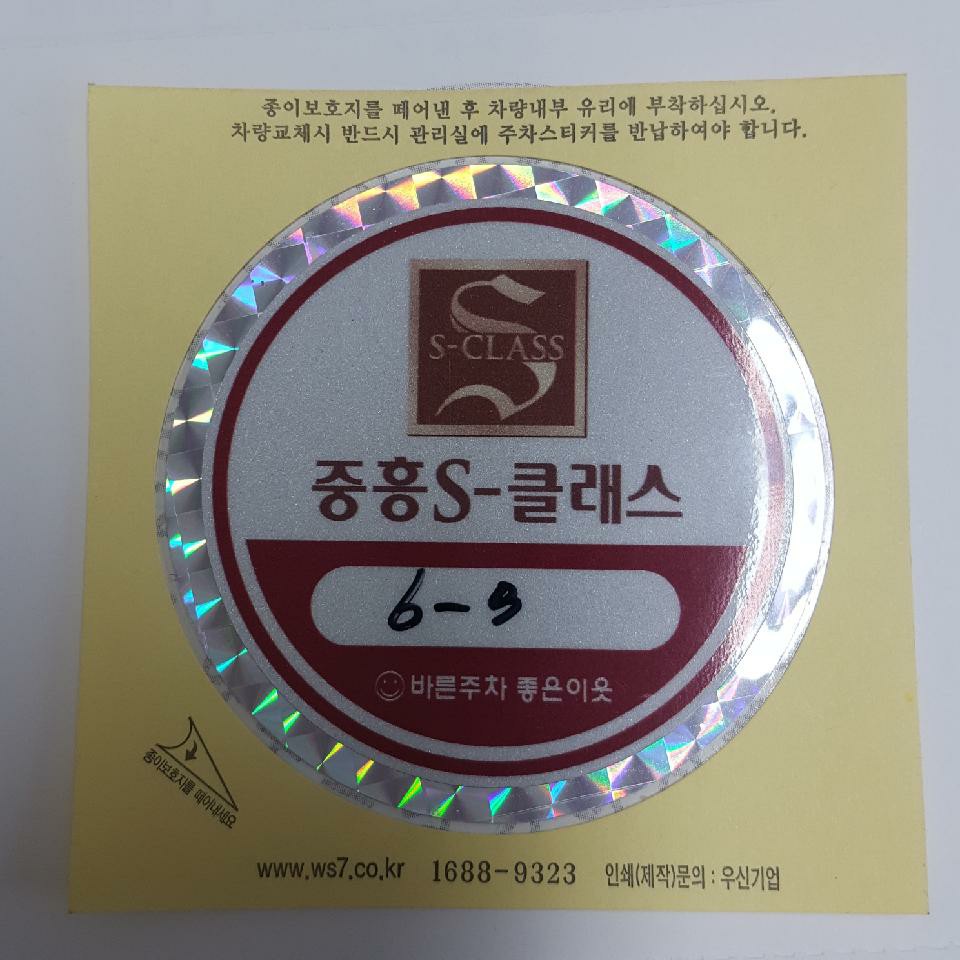 종이보호지를 떼어낸 후 차량내부 유리에 부착하십시오.
차량교체시 반드시 관리실에 주차스티커를 반납하여야 합니다.
S-CLASS
중흥S-클래스
6-9
바른주차 좋은이웃
종이보호지를 떼어내세요
www.ws7.co.kr 1688-9323 인쇄(제작)문의 : 우신기업